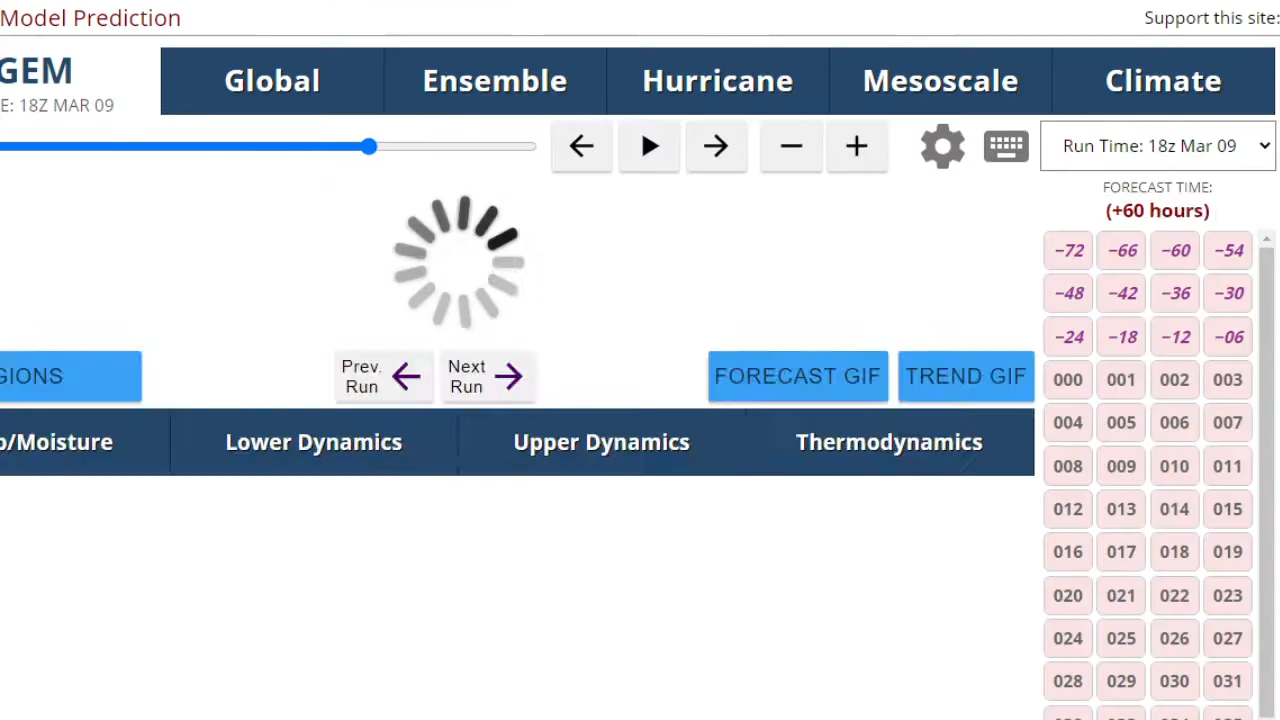 Model Prediction
Support this site:
GEM
E: 18Z MAR 09
Global
Ensemble
Hurricane
Mesoscale
Climate
Run Time: 18z Mar 09
FORECAST TIME:
(+60 hours)
−72 −66 −60 −54
−48 −42 −36 −30
−24 −18 −12 −06
000 001 002 003
004 005 006 007
008 009 010 011
012 013 014 015
016 017 018 019
020 021 022 023
024 025 026 027
028 029 030 031
GIONS
Prev. Run
Next Run
FORECAST GIF
TREND GIF
p/Moisture
Lower Dynamics
Upper Dynamics
Thermodynamics